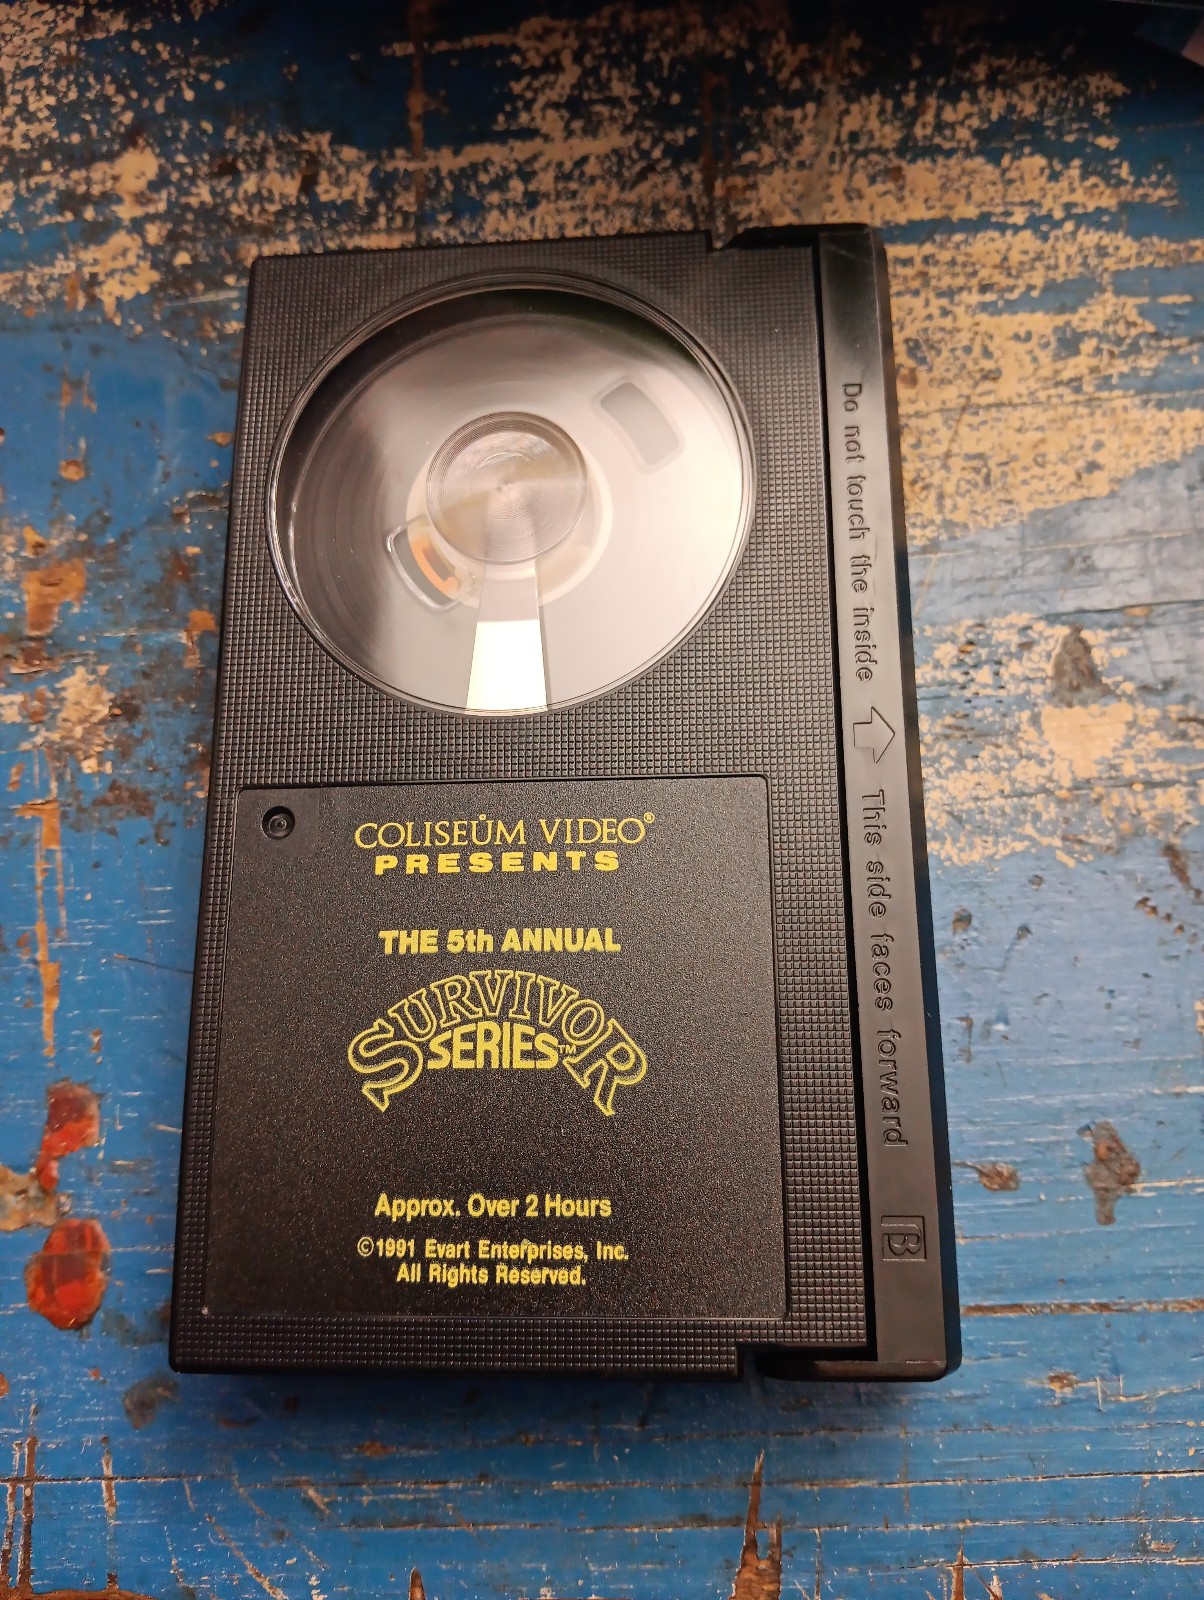 COLISEÛM VIDEO®
PRESENTS
THE 5th ANNUAL
SURVIVOR
SERIES™
Approx. Over 2 Hours
©1991 Evart Enterprises, Inc.
All Rights Reserved.
Do not touch the inside ⇧ This side faces forward
B